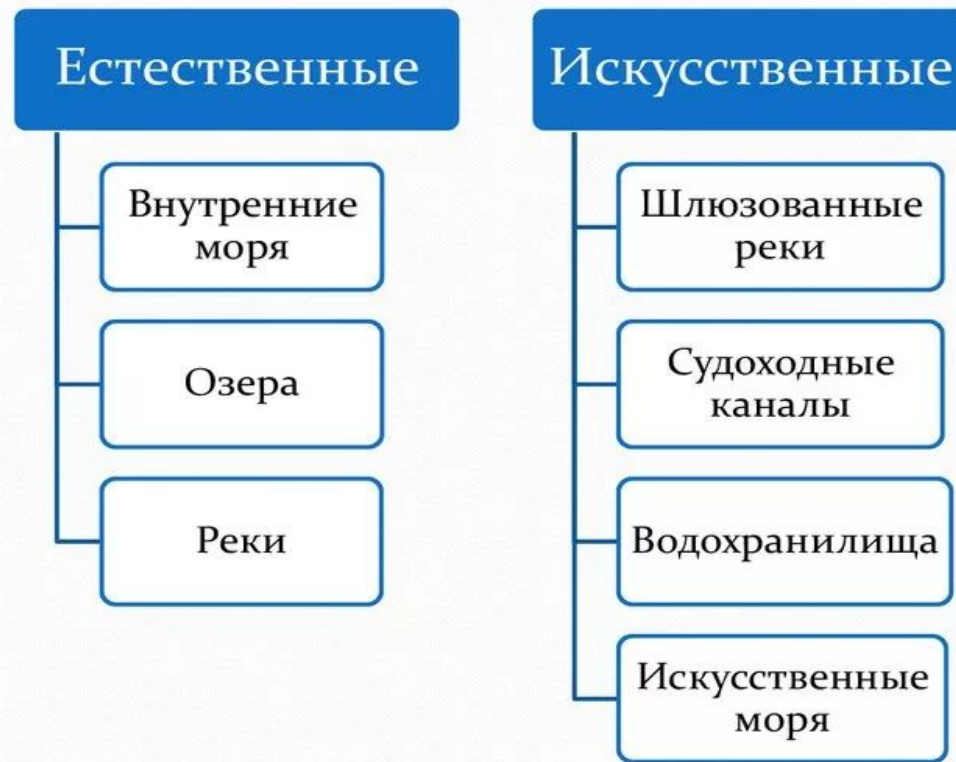 Естественные
Внутренние
моря
Озера
Реки
Искусственные
Шлюзованные
реки
Судоходные
каналы
Водохранилища
Искусственные
моря